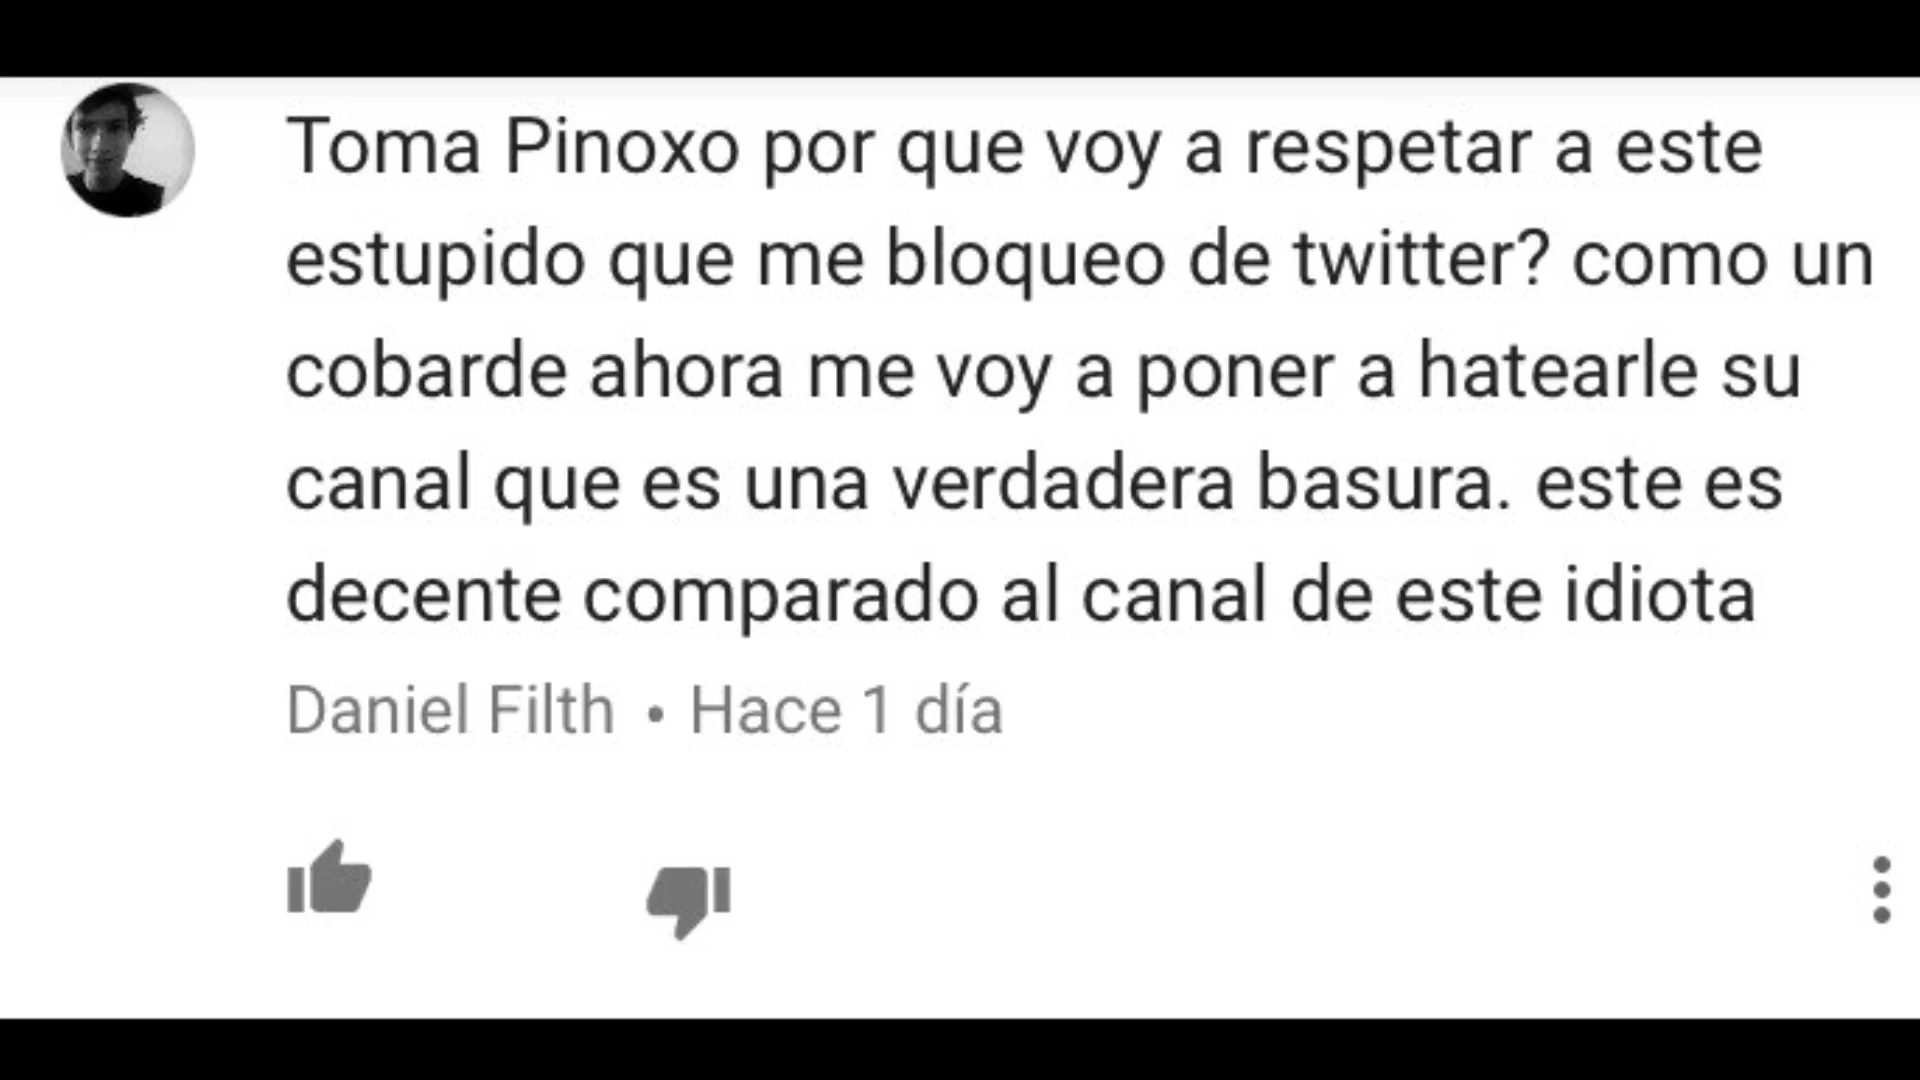 Toma Pinoxo por que voy a respetar a este
estupido que me bloqueo de twitter? como un
cobarde ahora me voy a poner a hatearle su
canal que es una verdadera basura. este es
decente comparado al canal de este idiota
Daniel Filth • Hace 1 día